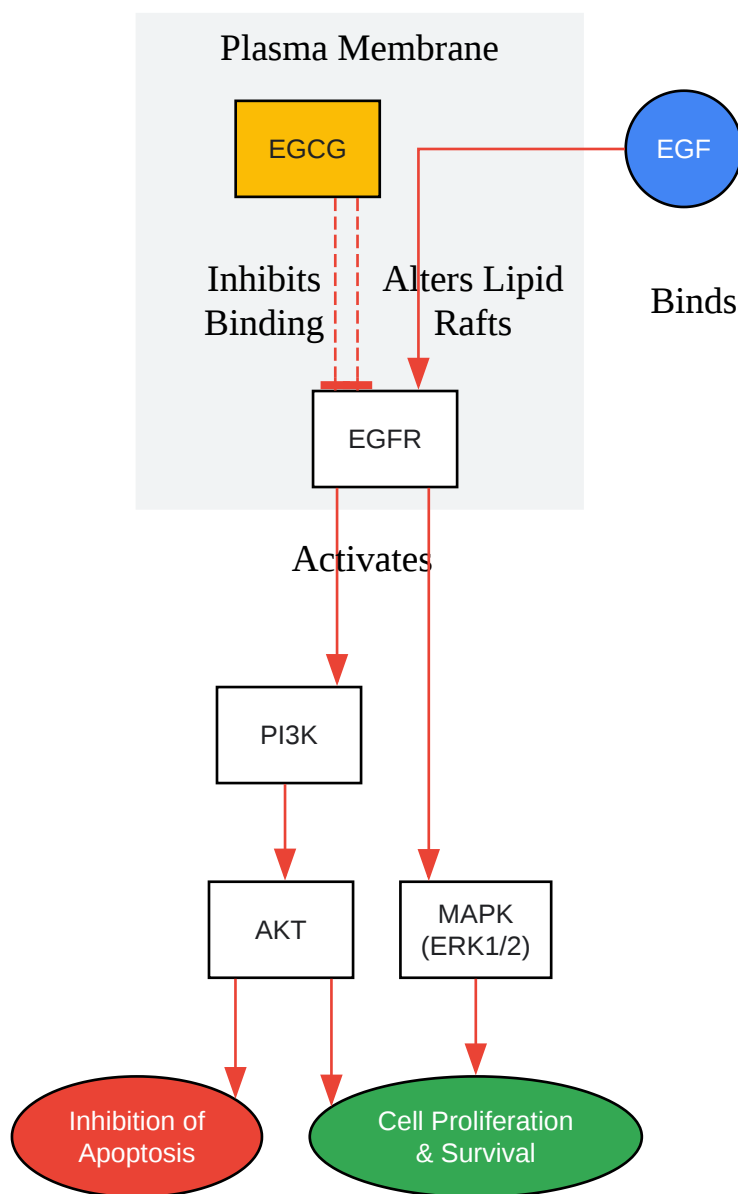 Plasma Membrane
EGCG
EGF
Inhibits
Binding
Alters Lipid
Rafts
Binds
EGFR
Activates
PI3K
AKT
MAPK
(ERK1/2)
Inhibition of
Apoptosis
Cell Proliferation
& Survival